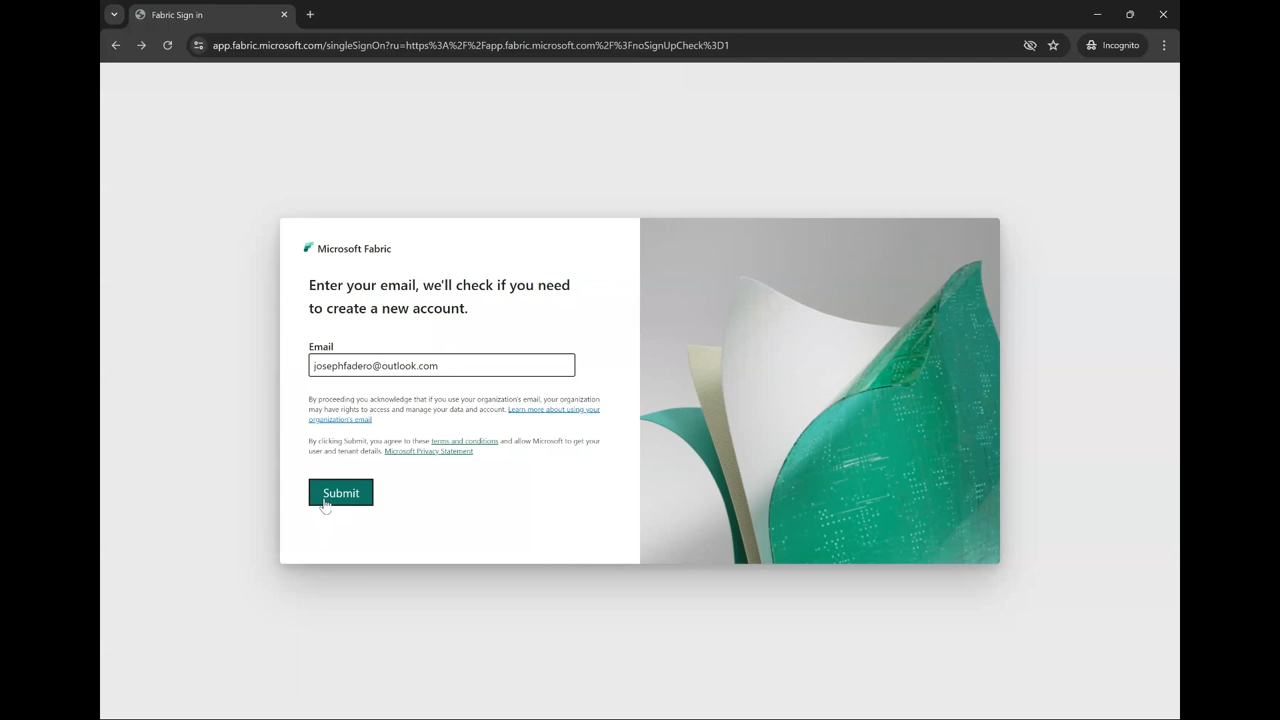 Fabric Sign in
app.fabric.microsoft.com/singleSignOn?ru=https%3A%2F%2Fapp.fabric.microsoft.com%2F%3FnoSignUpCheck%3D1
Incognito
Microsoft Fabric
Enter your email, we'll check if you need
to create a new account.
Email
josephfadero@outlook.com
By proceeding you acknowledge that if you use your organization's email, your organization
may have rights to access and manage your data and account. Learn more about using your
organization's email
By clicking Submit, you agree to these terms and conditions and allow Microsoft to get your
user and tenant details. Microsoft Privacy Statement
Submit